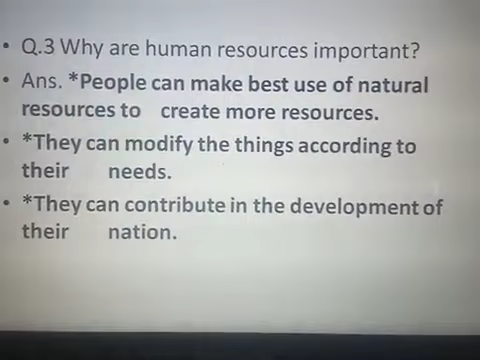 • Q.3 Why are human resources important?
• Ans. *People can make best use of natural
resources to create more resources.
• *They can modify the things according to
their needs.
• *They can contribute in the development of
their nation.